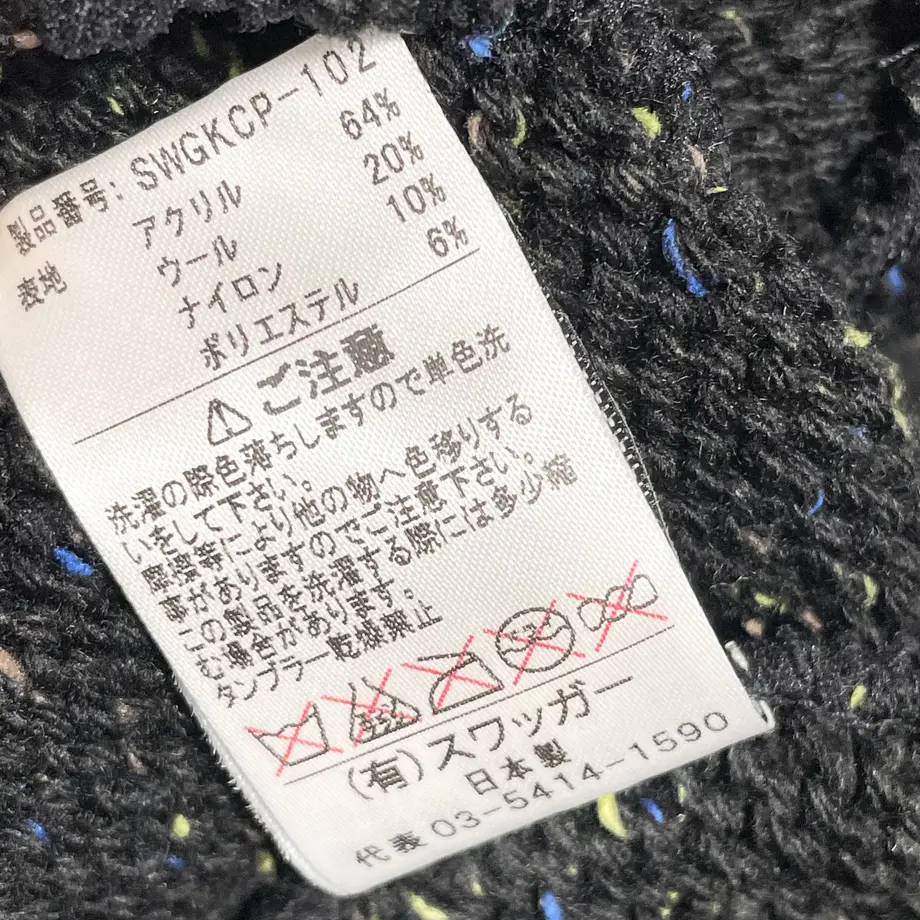 製品番号: SWGKCP-102
表地 アクリル 64%
ウール 20%
ナイロン 10%
ポリエステル 6%
ご注意
洗濯の際色落ちしますので単色洗
いをして下さい。
摩擦等により他の物へ色移りする
事がありますのでご注意下さい。
この製品を洗濯する際には多少縮
む場合があります。
タンブラー乾燥禁止
(有)スワッガー
日本製
代表 03-5414-1590